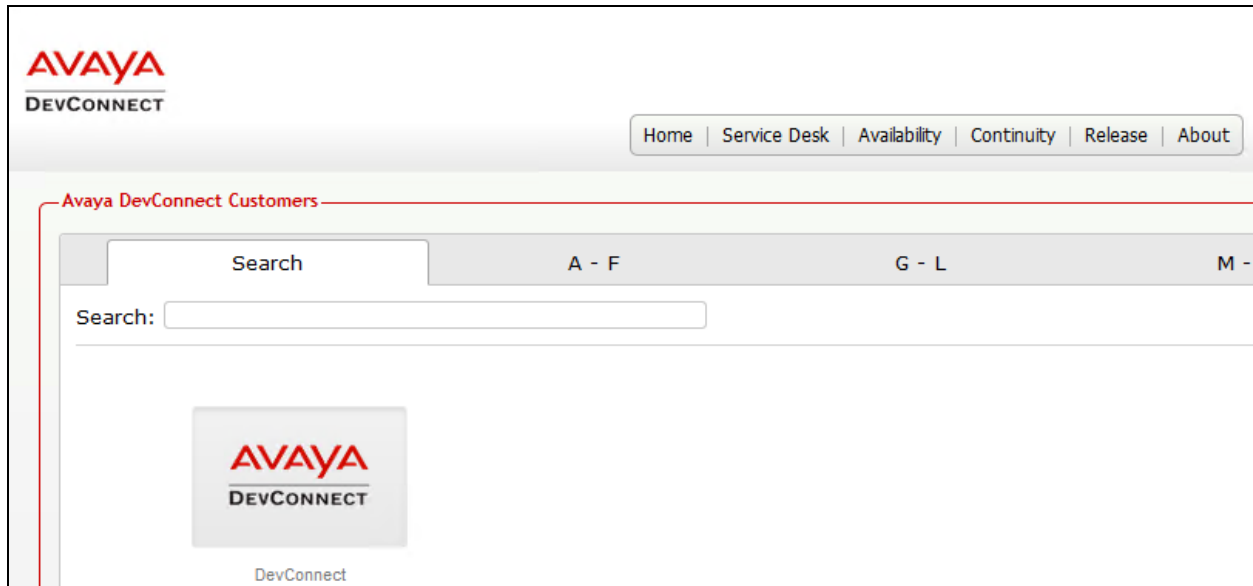 AVAYA
DEVCONNECT
Home | Service Desk | Availability | Continuity | Release | About
Avaya DevConnect Customers
Search A - F G - L M -
Search:
AVAYA
DEVCONNECT
DevConnect